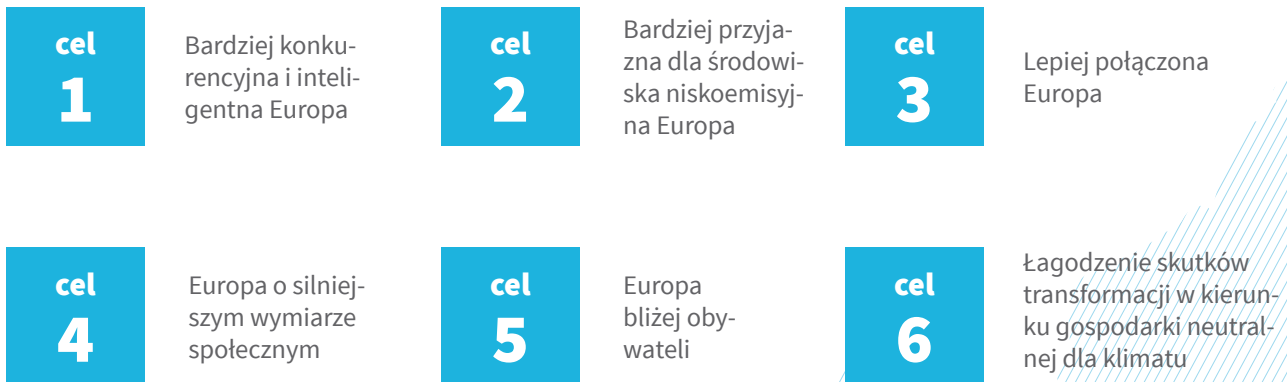 cel
1
Bardziej konku-
rencyjna i inteli-
gentna Europa
cel
2
Bardziej przyja-
zna dla środowi-
ska niskoemisyj-
na Europa
cel
3
Lepiej połączona
Europa
cel
4
Europa o silniej-
szym wymiarze
społecznym
cel
5
Europa
bliżej oby-
wateli
cel
6
Łagodzenie skutków
transformacji w kierun-
ku gospodarki neutral-
nej dla klimatu